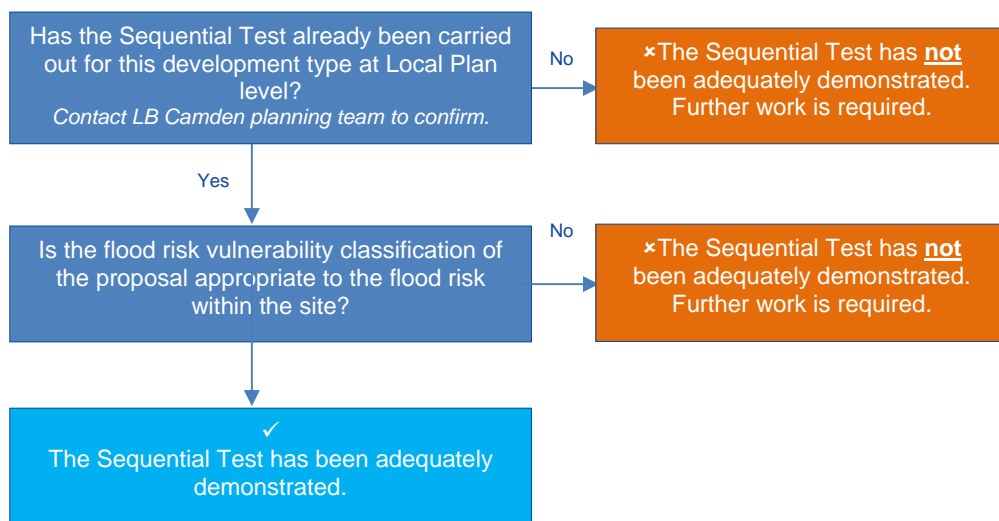 Has the Sequential Test already been carried
out for this development type at Local Plan
level?
Contact LB Camden planning team to confirm.
No
×The Sequential Test has not
been adequately demonstrated.
Further work is required.
Yes
Is the flood risk vulnerability classification of
the proposal appropriate to the flood risk
within the site?
No
×The Sequential Test has not
been adequately demonstrated.
Further work is required.
✓
The Sequential Test has been adequately
demonstrated.